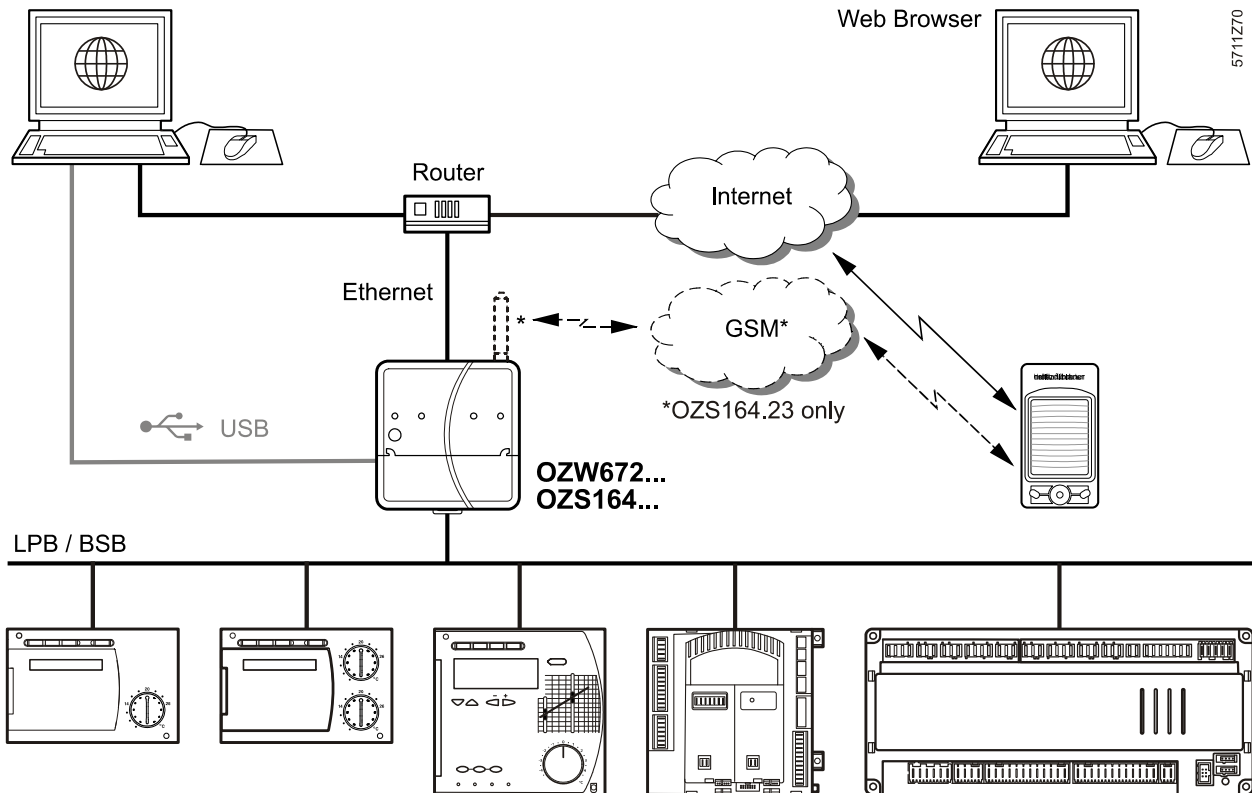 Web Browser
5711Z70
Router
Internet
Ethernet
*
GSM*
*OZS164.23 only
USB
OZW672...
OZS164...
LPB / BSB